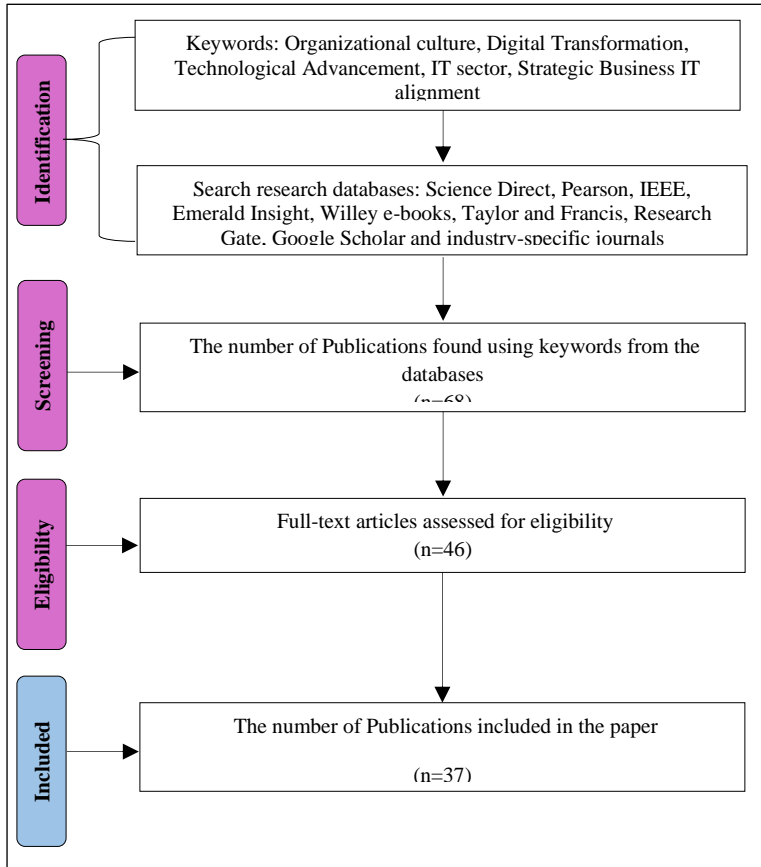 Identification
Keywords: Organizational culture, Digital Transformation,
Technological Advancement, IT sector, Strategic Business IT
alignment
Search research databases: Science Direct, Pearson, IEEE,
Emerald Insight, Willey e-books, Taylor and Francis, Research
Gate, Google Scholar and industry-specific journals
Screening
The number of Publications found using keywords from the
databases
(n=68)
Eligibility
Full-text articles assessed for eligibility
(n=46)
Included
The number of Publications included in the paper
(n=37)